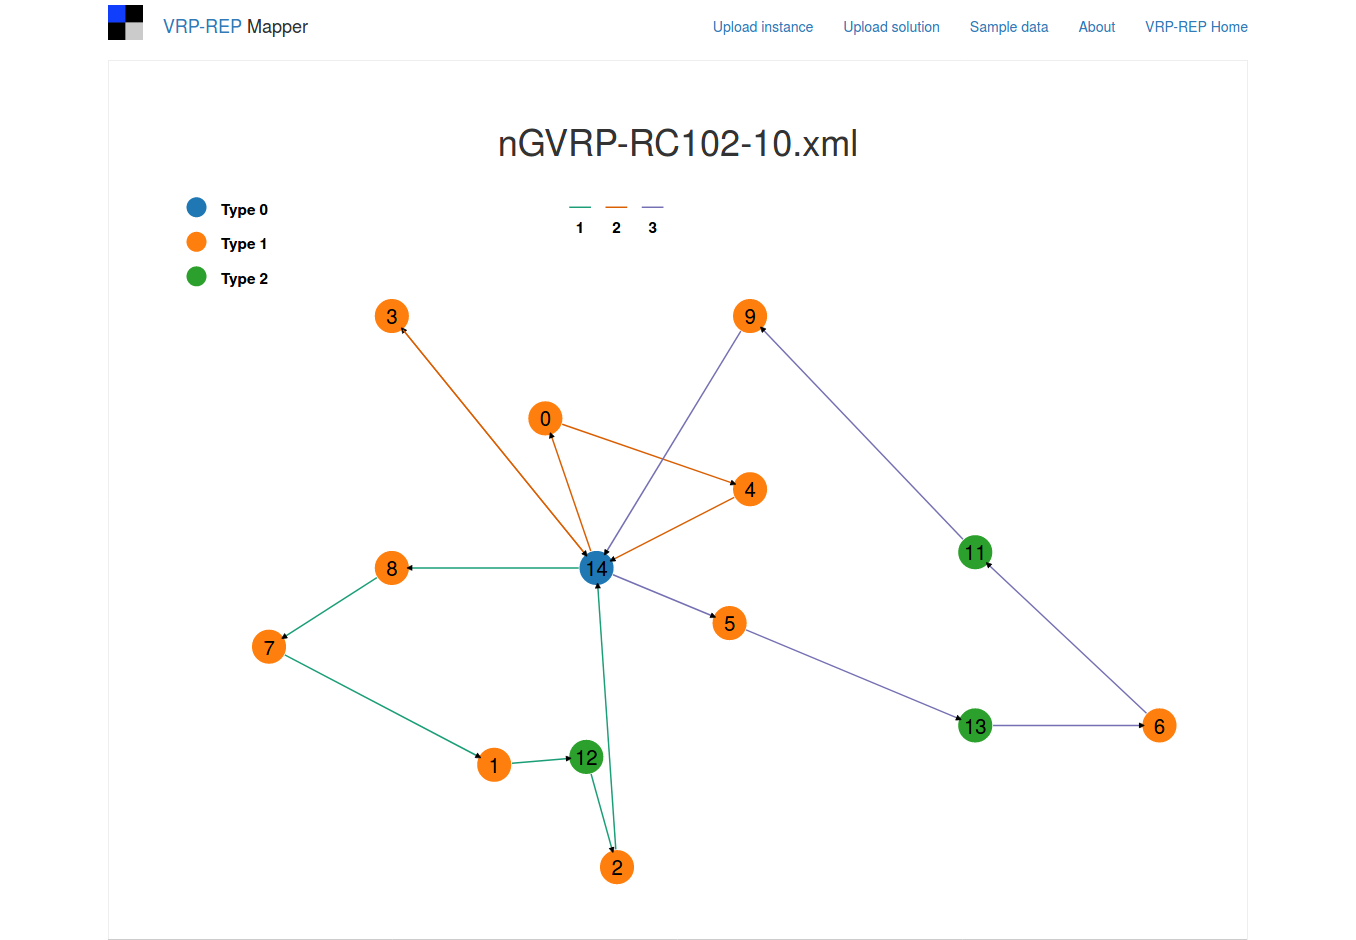 VRP-REP Mapper
Upload instance Upload solution Sample data About VRP-REP Home
nGVRP-RC102-10.xml
Type 0
Type 1
Type 2
1 2 3
3
9
0
4
11
8
14
5
7
13
6
1
12
2